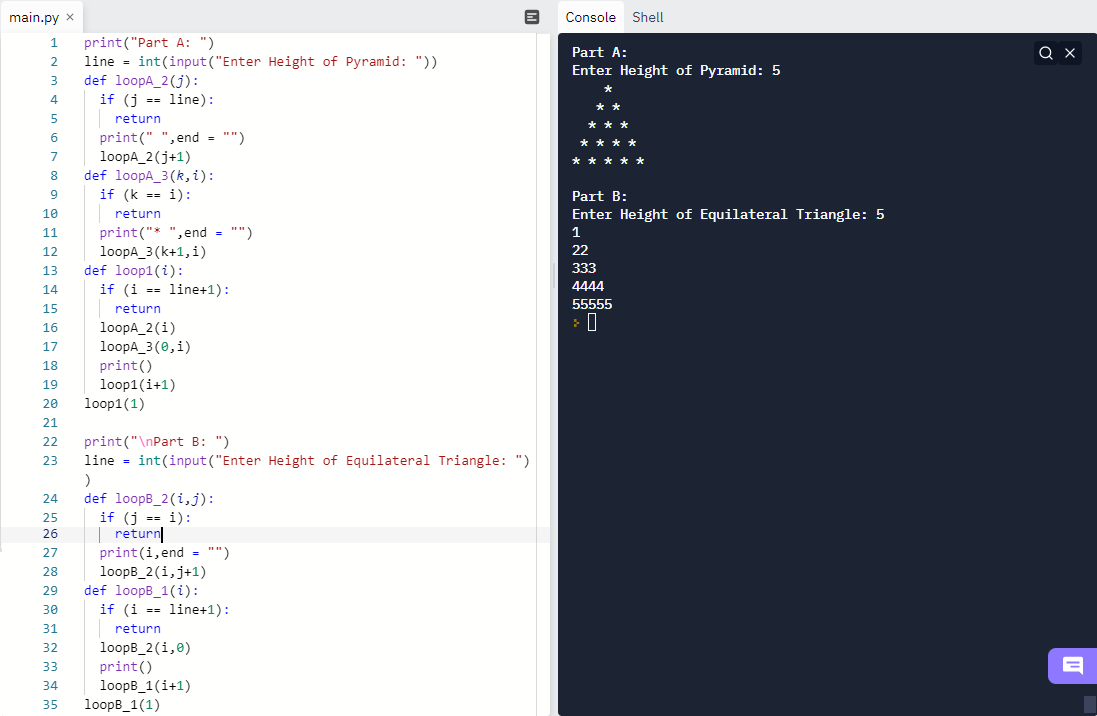 main.py ×
1 print("Part A: ")
2 line = int(input("Enter Height of Pyramid: "))
3 def loopA_2(j):
4   if (j == line):
5     return
6   print(" ",end = "")
7   loopA_2(j+1)
8 def loopA_3(k,i):
9   if (k == i):
10     return
11   print("* ",end = "")
12   loopA_3(k+1,i)
13 def loop1(i):
14   if (i == line+1):
15     return
16   loopA_2(i)
17   loopA_3(0,i)
18   print()
19   loop1(i+1)
20 loop1(1)
21
22 print("\nPart B: ")
23 line = int(input("Enter Height of Equilateral Triangle: ")
)
24 def loopB_2(i,j):
25   if (j == i):
26     return
27   print(i,end = "")
28   loopB_2(i,j+1)
29 def loopB_1(i):
30   if (i == line+1):
31     return
32   loopB_2(i,0)
33   print()
34   loopB_1(i+1)
35 loopB_1(1)
Console Shell
Part A:
Enter Height of Pyramid: 5
    *
   * *
  * * *
 * * * *
* * * * *
Part B:
Enter Height of Equilateral Triangle: 5
1
22
333
4444
55555